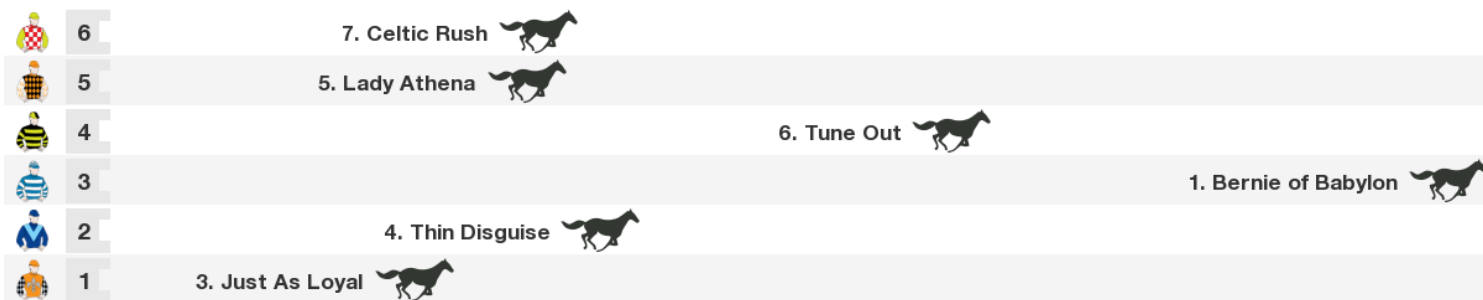 6 7. Celtic Rush
5 5. Lady Athena
4 6. Tune Out
3 1. Bernie of Babylon
2 4. Thin Disguise
1 3. Just As Loyal